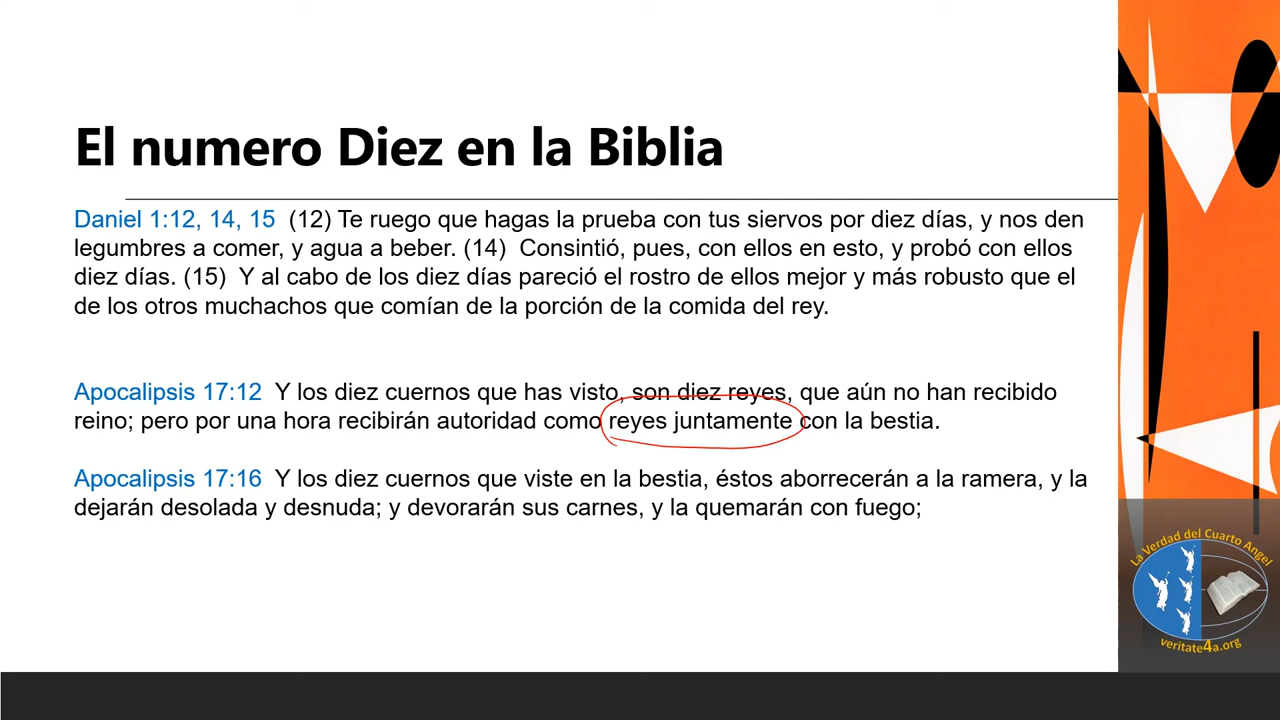 El numero Diez en la Biblia
Daniel 1:12, 14, 15 (12) Te ruego que hagas la prueba con tus siervos por diez días, y nos den
legumbres a comer, y agua a beber. (14) Consintió, pues, con ellos en esto, y probó con ellos
diez días. (15) Y al cabo de los diez días pareció el rostro de ellos mejor y más robusto que el
de los otros muchachos que comían de la porción de la comida del rey.
Apocalipsis 17:12 Y los diez cuernos que has visto, son diez reyes, que aún no han recibido
reino; pero por una hora recibirán autoridad como reyes juntamente con la bestia.
Apocalipsis 17:16 Y los diez cuernos que viste en la bestia, éstos aborrecerán a la ramera, y la
dejarán desolada y desnuda; y devorarán sus carnes, y la quemarán con fuego;
La Verdad del Cuarto Angel
veritate4a.org